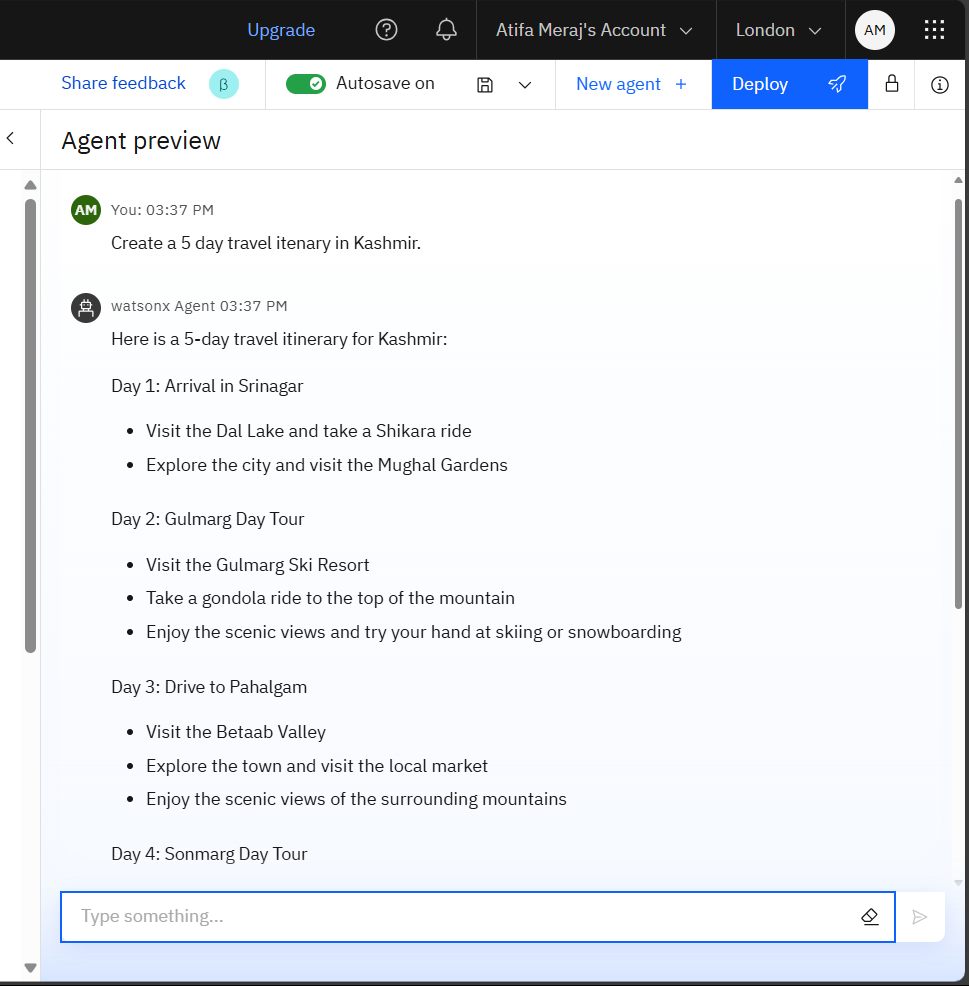 Upgrade
Atifa Meraj's Account
London
AM
Share feedback
β
Autosave on
New agent +
Deploy
Agent preview
AM
You: 03:37 PM
Create a 5 day travel itenary in Kashmir.
watsonx Agent 03:37 PM
Here is a 5-day travel itinerary for Kashmir:
Day 1: Arrival in Srinagar
• Visit the Dal Lake and take a Shikara ride
• Explore the city and visit the Mughal Gardens
Day 2: Gulmarg Day Tour
• Visit the Gulmarg Ski Resort
• Take a gondola ride to the top of the mountain
• Enjoy the scenic views and try your hand at skiing or snowboarding
Day 3: Drive to Pahalgam
• Visit the Betaab Valley
• Explore the town and visit the local market
• Enjoy the scenic views of the surrounding mountains
Day 4: Sonmarg Day Tour
Type something...